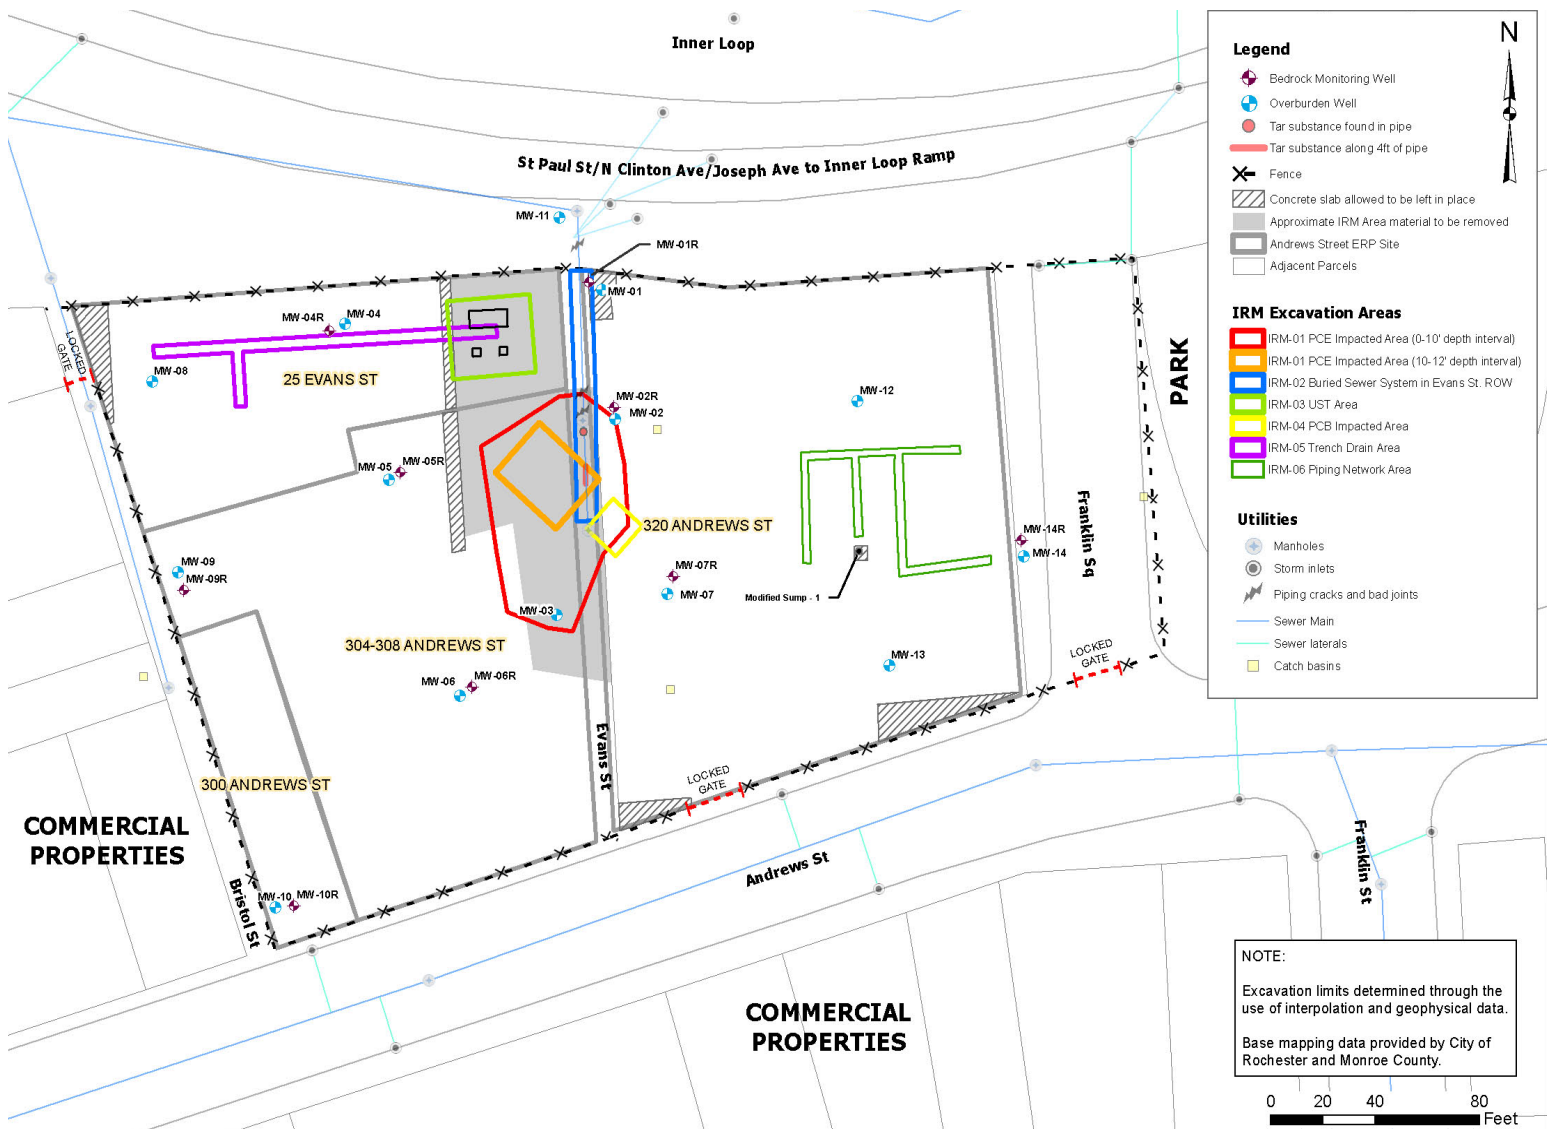 Inner Loop
St Paul St/N Clinton Ave/Joseph Ave to Inner Loop Ramp
MW-11
MW-01R
MW-01
MW-04R
MW-04
LOCKED
GATE
MW-08
25 EVANS ST
MW-02R
MW-02
MW-12
PARK
MW-05
MW-05R
320 ANDREWS ST
Franklin Sq
MW-14R
MW-14
MW-09
MW-09R
MW-07R
MW-07
Modified Sump - 1
MW-03
304-308 ANDREWS ST
MW-13
LOCKED
GATE
MW-06R
MW-06
Evans St
300 ANDREWS ST
LOCKED
GATE
COMMERCIAL
PROPERTIES
Bristol St
MW-10
MW-10R
Andrews St
Franklin St
COMMERCIAL
PROPERTIES
N
Legend
Bedrock Monitoring Well
Overburden Well
Tar substance found in pipe
Tar substance along 4ft of pipe
Fence
Concrete slab allowed to be left in place
Approximate IRM Area material to be removed
Andrews Street ERP Site
Adjacent Parcels
IRM Excavation Areas
IRM-01 PCE Impacted Area (0-10' depth interval)
IRM-01 PCE Impacted Area (10-12' depth interval)
IRM-02 Buried Sewer System in Evans St. ROW
IRM-03 UST Area
IRM-04 PCB Impacted Area
IRM-05 Trench Drain Area
IRM-06 Piping Network Area
Utilities
Manholes
Storm inlets
Piping cracks and bad joints
Sewer Main
Sewer laterals
Catch basins
NOTE:
Excavation limits determined through the
use of interpolation and geophysical data.
Base mapping data provided by City of
Rochester and Monroe County.
0 20 40 80
Feet